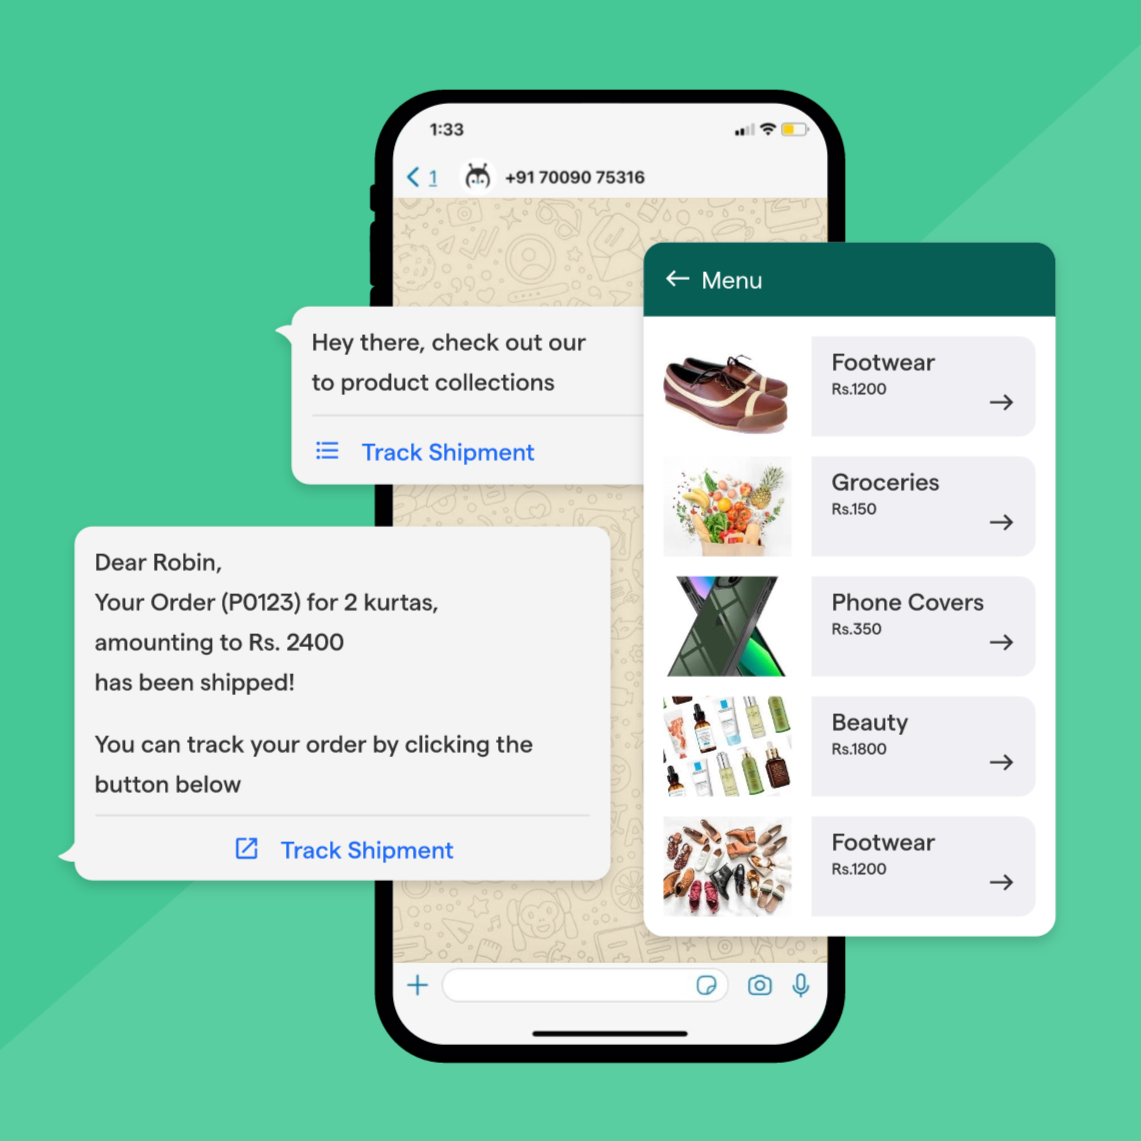 1:33
1
+91 70090 75316
Menu
Hey there, check out our
to product collections
Track Shipment
Footwear
Rs.1200
Groceries
Rs.150
Phone Covers
Rs.350
Beauty
Rs.1800
Footwear
Rs.1200
Dear Robin,
Your Order (P0123) for 2 kurtas,
amounting to Rs. 2400
has been shipped!
You can track your order by clicking the
button below
Track Shipment